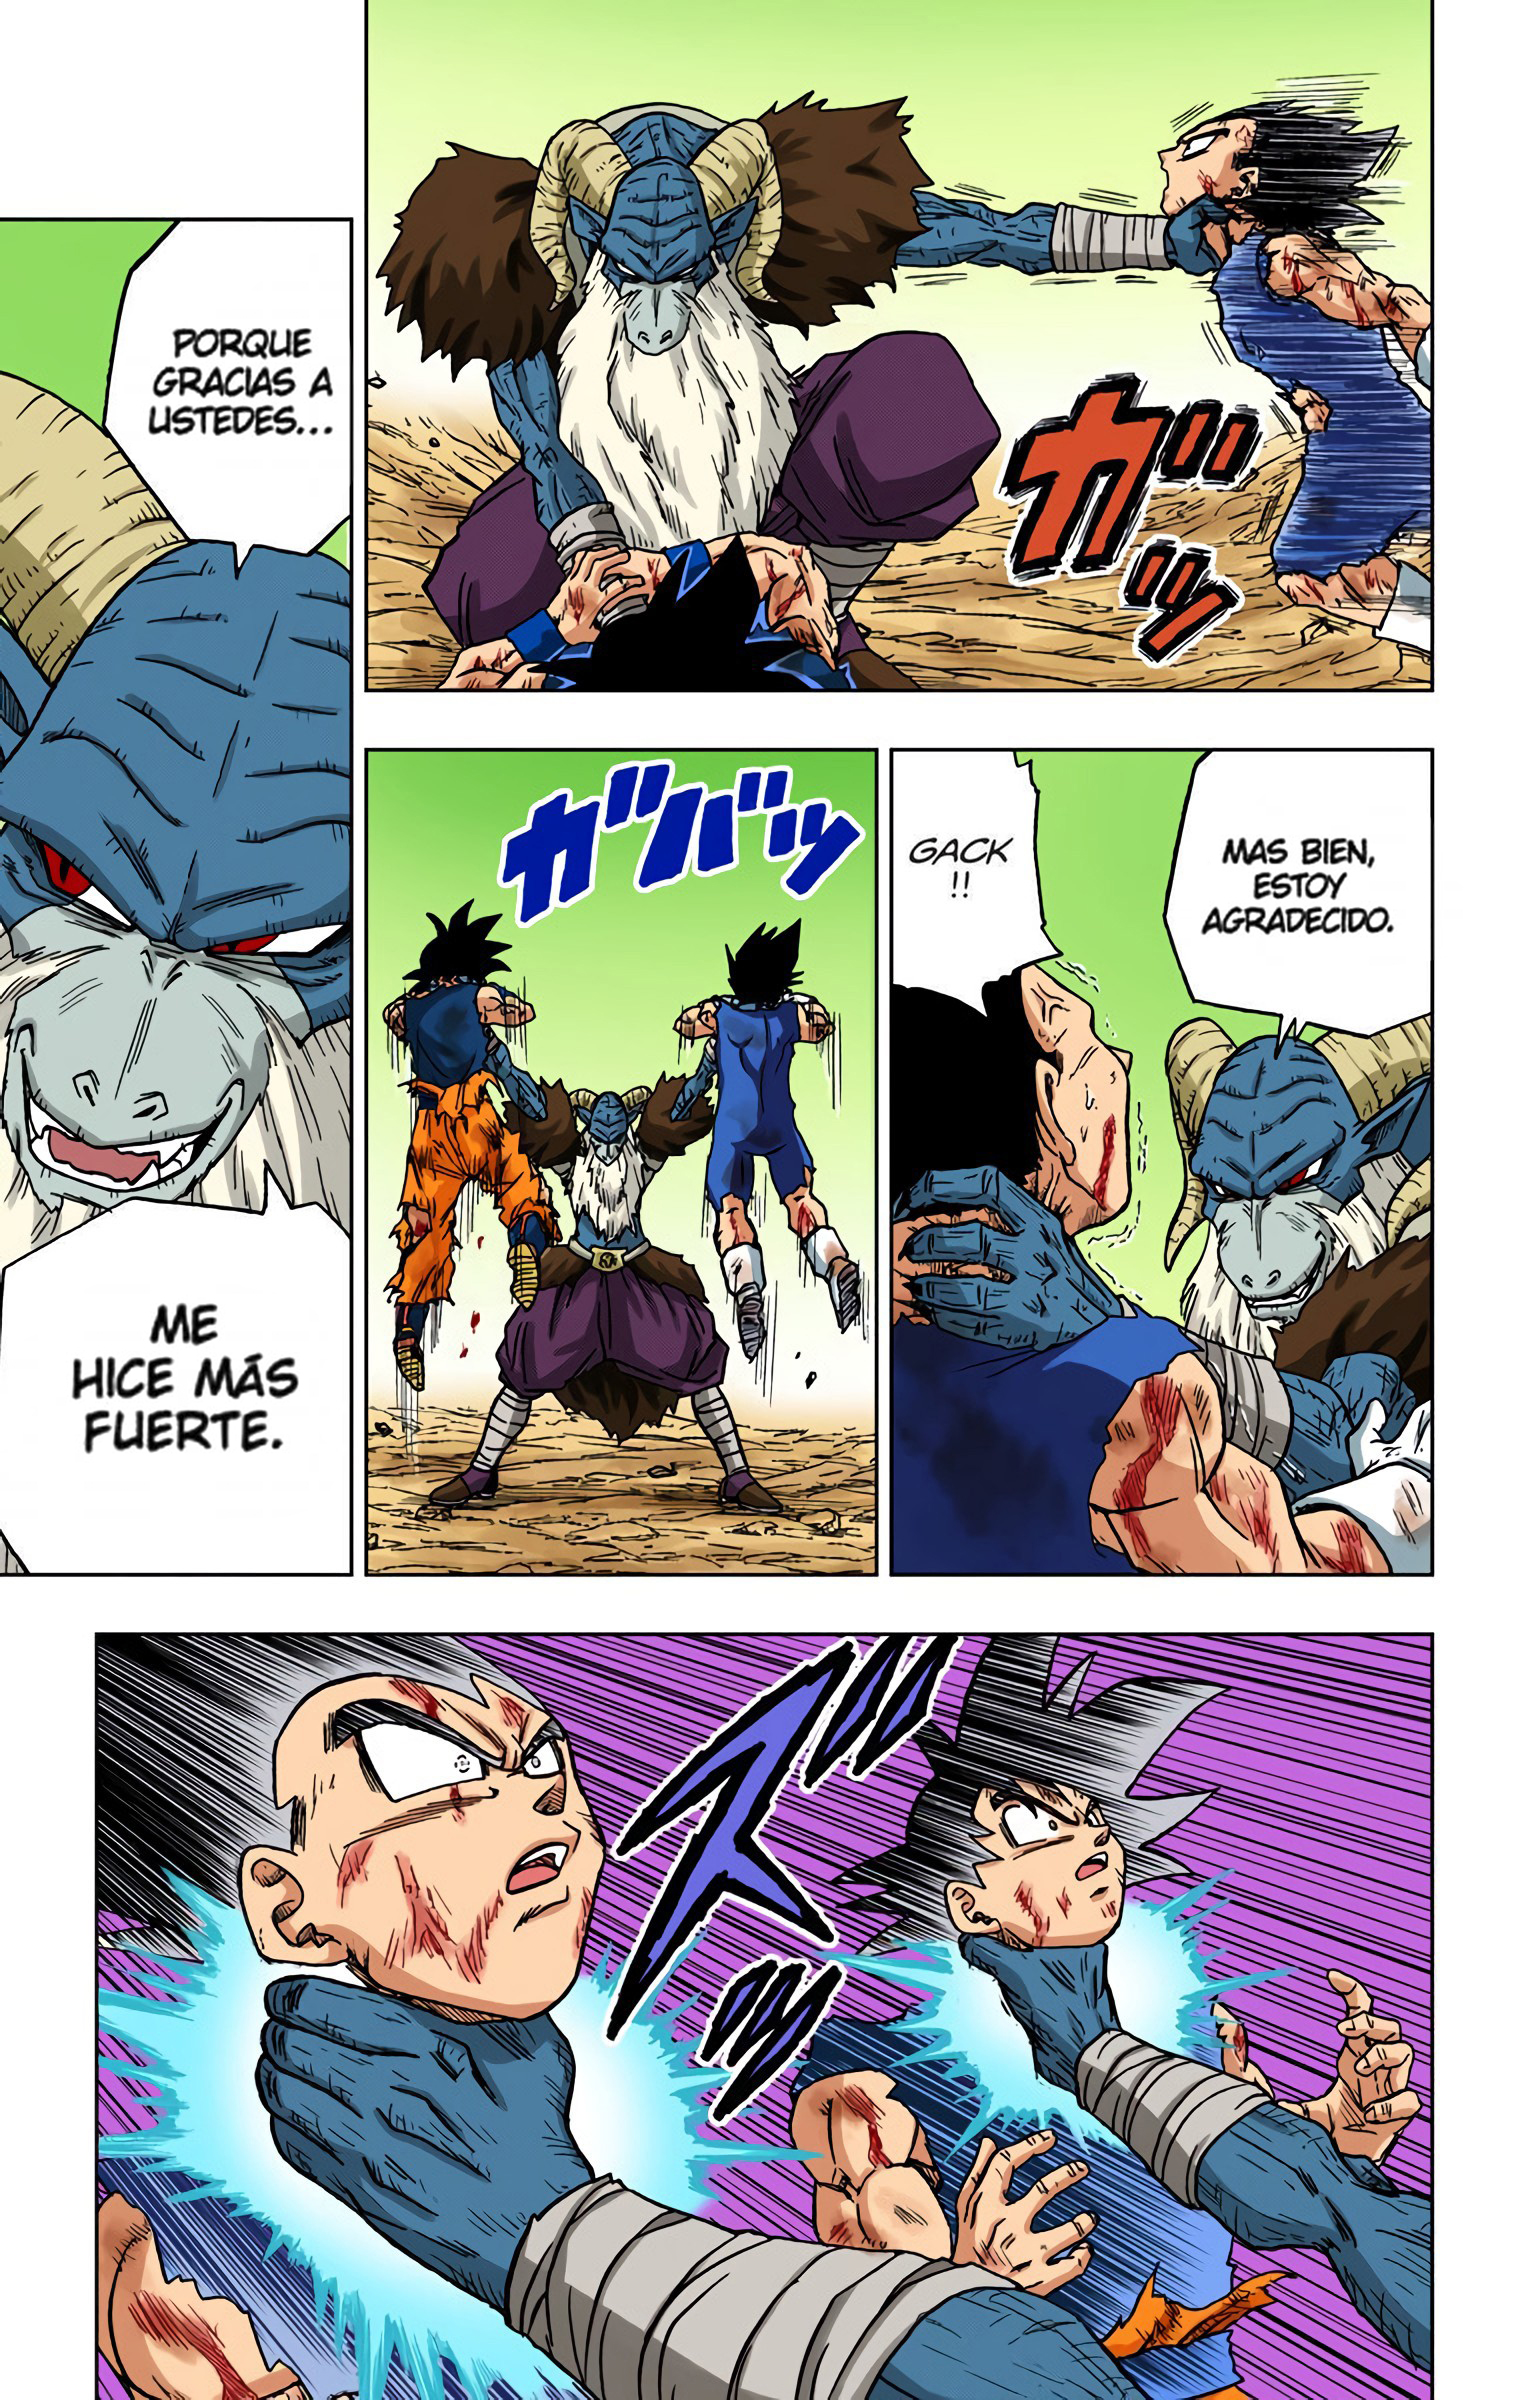 ガ
ガッ
MAS BIEN,
ESTOY
AGRADECIDO.
GACK
!!
ガバッ
PORQUE
GRACIAS A
USTEDES...
ME
HICE MÁS
FUERTE.
ズズッ